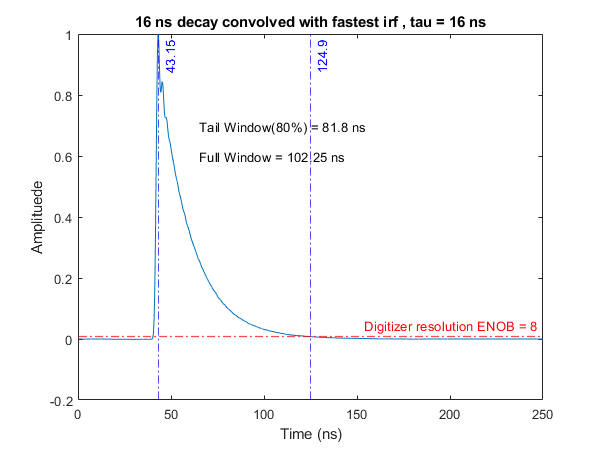 16 ns decay convolved with fastest irf , tau = 16 ns
1
0.8
0.6
0.4
0.2
0
-0.2
Amplituede
43.15
124.9
Tail Window(80%) = 81.8 ns
Full Window = 102.25 ns
Digitizer resolution ENOB = 8
0
50
100
150
200
250
Time (ns)